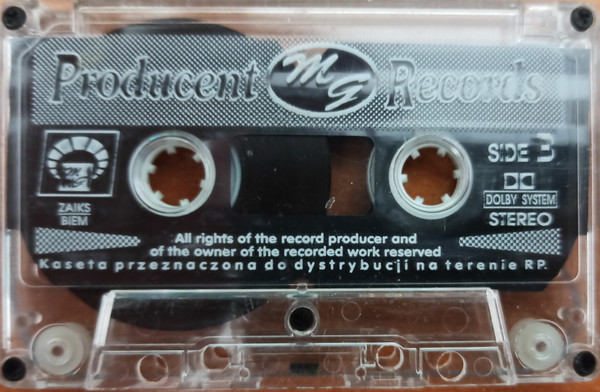 Producent MG Records
SIDE B
MG
ZAIKS
BIEM
DOLBY SYSTEM
STEREO
All rights of the record producer and
of the owner of the recorded work reserved
Kaseta przeznaczona do dystrybucji na terenie RP.